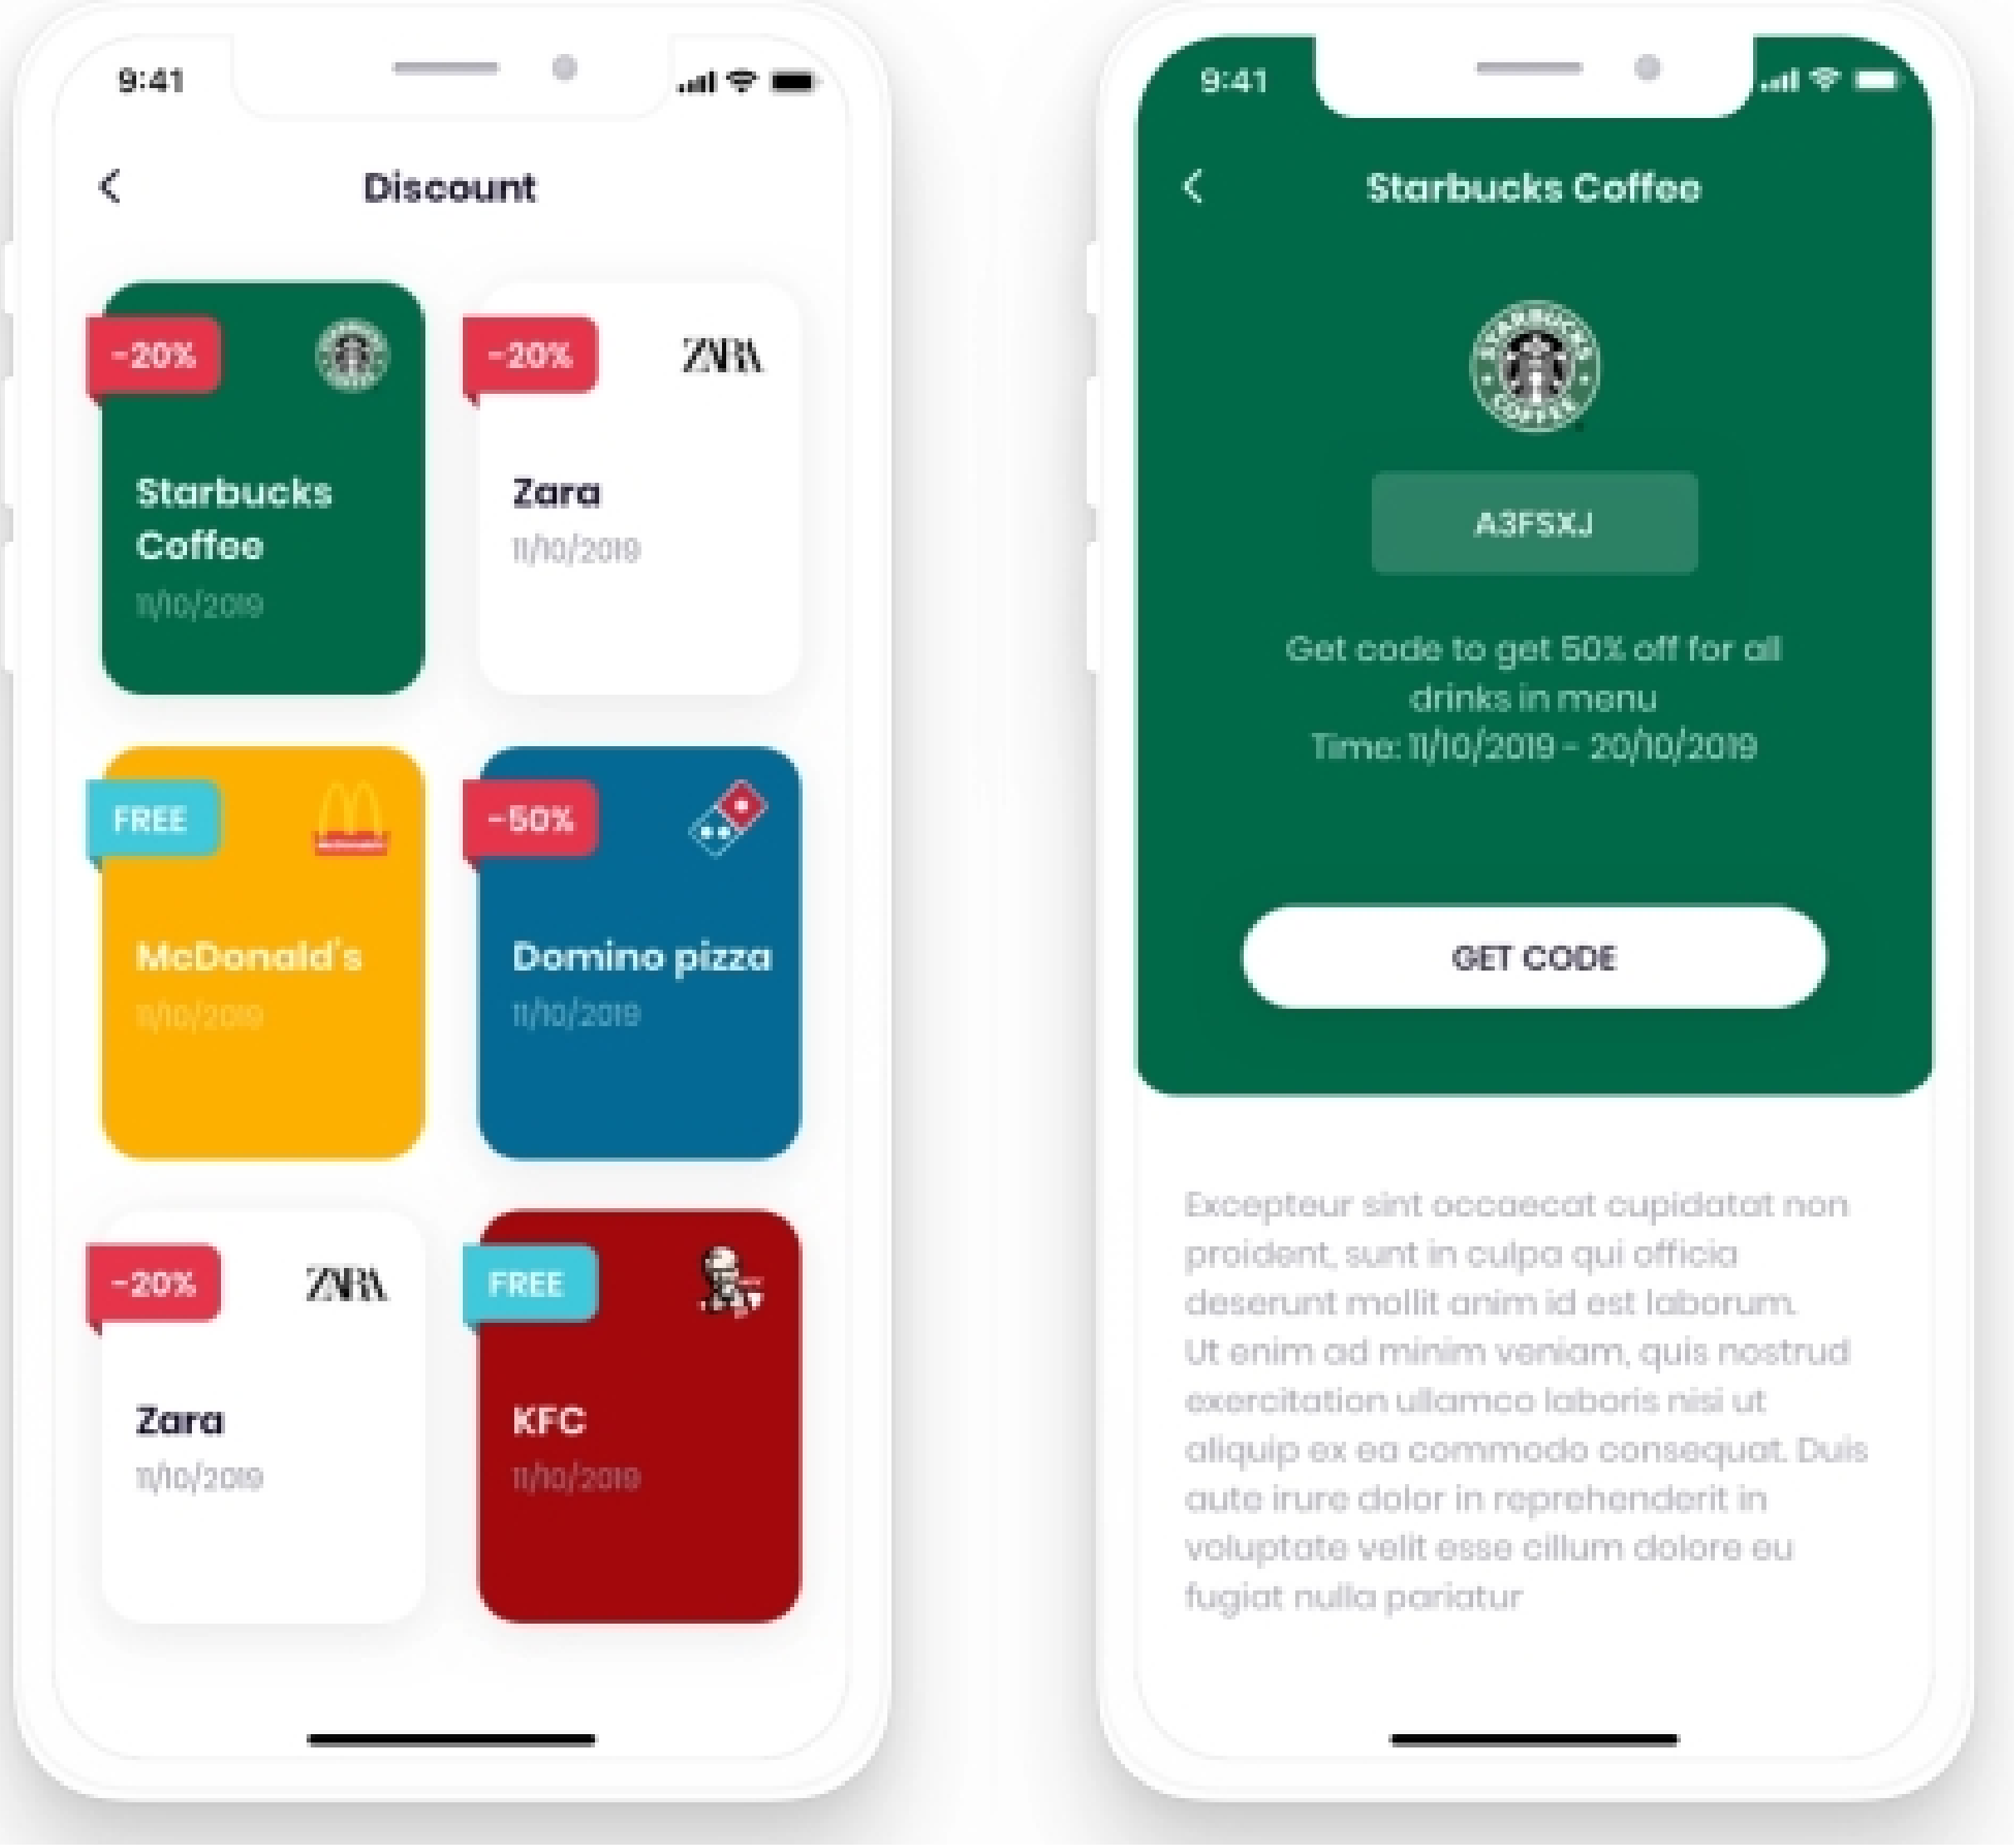 9:41
Discount
-20%
Starbucks
Coffee
11/10/2019
-20%
ZARA
Zara
11/10/2019
FREE
McDonald's
11/10/2019
-50%
Domino pizza
11/10/2019
-20%
ZARA
Zara
11/10/2019
FREE
KFC
11/10/2019
9:41
Starbucks Coffee
STARBUCKS
COFFEE
A3FSXJ
Get code to get 50% off for all
drinks in menu
Time: 11/10/2019 - 20/10/2019
GET CODE
Excepteur sint occaecat cupidatat non
proident, sunt in culpa qui officia
deserunt mollit anim id est laborum.
Ut enim ad minim veniam, quis nostrud
exercitation ullamco laboris nisi ut
aliquip ex ea commodo consequat. Duis
aute irure dolor in reprehenderit in
voluptate velit esse cillum dolore eu
fugiat nulla pariatur